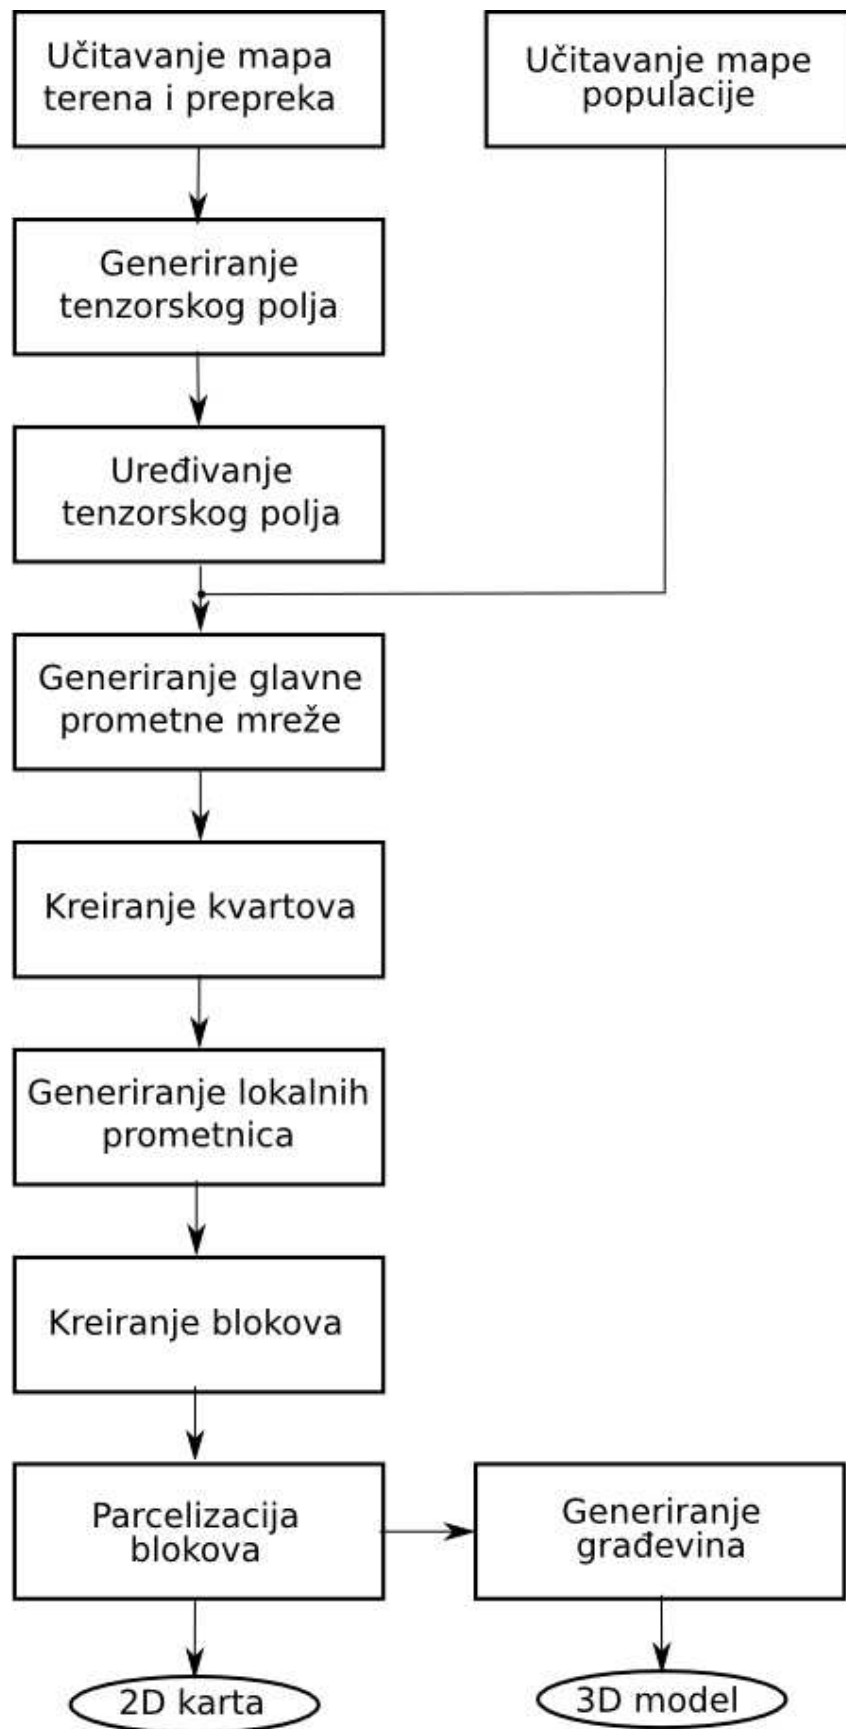 Učitavanje mapa
terena i prepreka
Učitavanje mape
populacije
Generiranje
tenzorskog polja
Uređivanje
tenzorskog polja
Generiranje glavne
prometne mreže
Kreiranje kvartova
Generiranje lokalnih
prometnica
Kreiranje blokova
Parcelizacija
blokova
Generiranje
građevina
2D karta
3D model